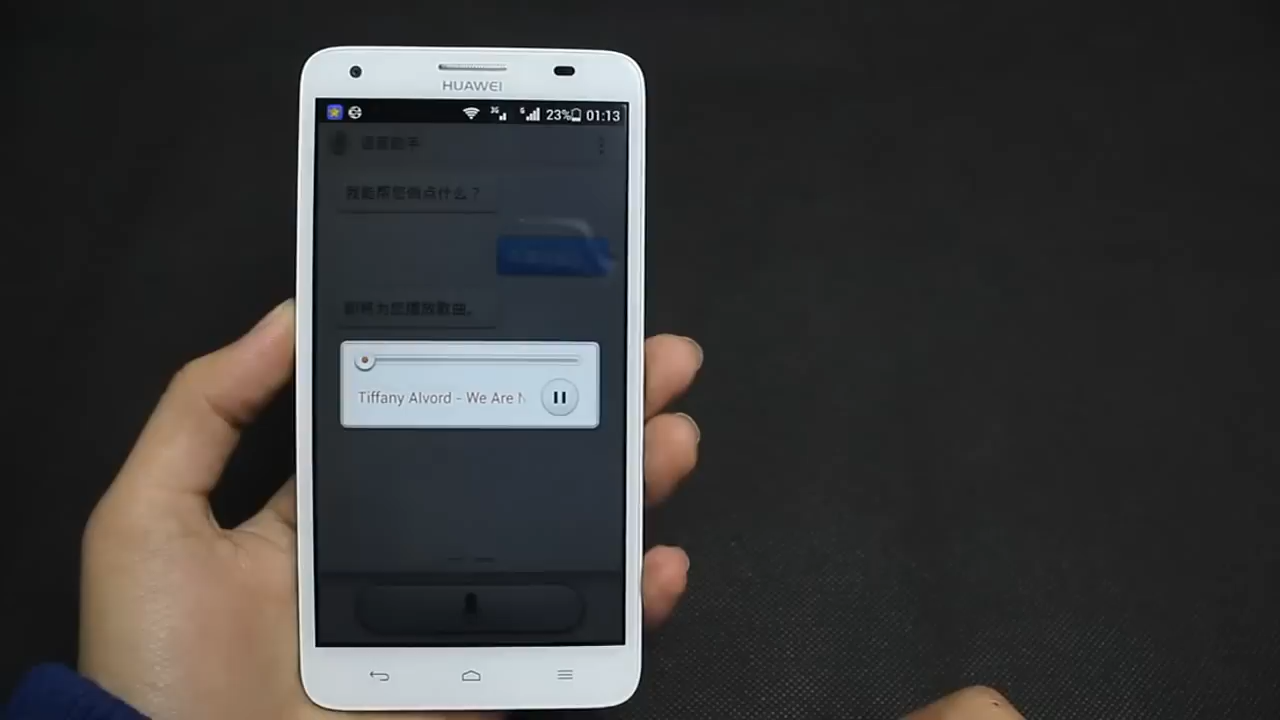 HUAWEI
3G G 23% 01:13
语音助手
我能帮您做点什么？
即将为您播放歌曲。
Tiffany Alvord - We Are N